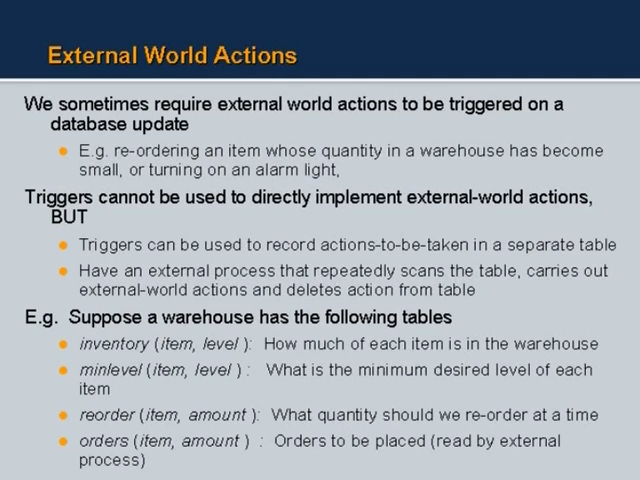 External World Actions
We sometimes require external world actions to be triggered on a
database update
E.g. re-ordering an item whose quantity in a warehouse has become
small, or turning on an alarm light,
Triggers cannot be used to directly implement external-world actions,
BUT
Triggers can be used to record actions-to-be-taken in a separate table
Have an external process that repeatedly scans the table, carries out
external-world actions and deletes action from table
E.g. Suppose a warehouse has the following tables
inventory (item, level ): How much of each item is in the warehouse
minlevel (item, level ) : What is the minimum desired level of each
item
reorder (item, amount ): What quantity should we re-order at a time
orders (item, amount ) : Orders to be placed (read by external
process)